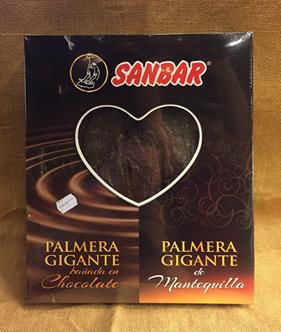 SANBAR
PALMERA
GIGANTE
bañada en
Chocolate
PALMERA
GIGANTE
de
Mantequilla